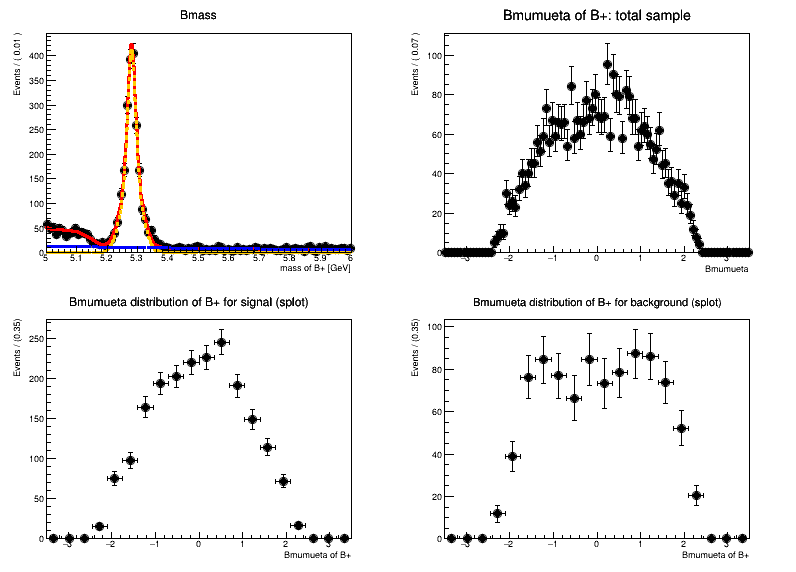 Bmass
Events / ( 0.01 )
400
350
300
250
200
150
100
50
0
5 5.1 5.2 5.3 5.4 5.5 5.6 5.7 5.8 5.9 6
mass of B+ [GeV]
Bmumueta of B+: total sample
Events / ( 0.07 )
100
80
60
40
20
0
−3 −2 −1 0 1 2 3
Bmumueta
Bmumueta distribution of B+ for signal (splot)
Events / (0.35)
250
200
150
100
50
0
−3 −2 −1 0 1 2 3
Bmumueta of B+
Bmumueta distribution of B+ for background (splot)
Events / (0.35)
100
80
60
40
20
0
−3 −2 −1 0 1 2 3
Bmumueta of B+